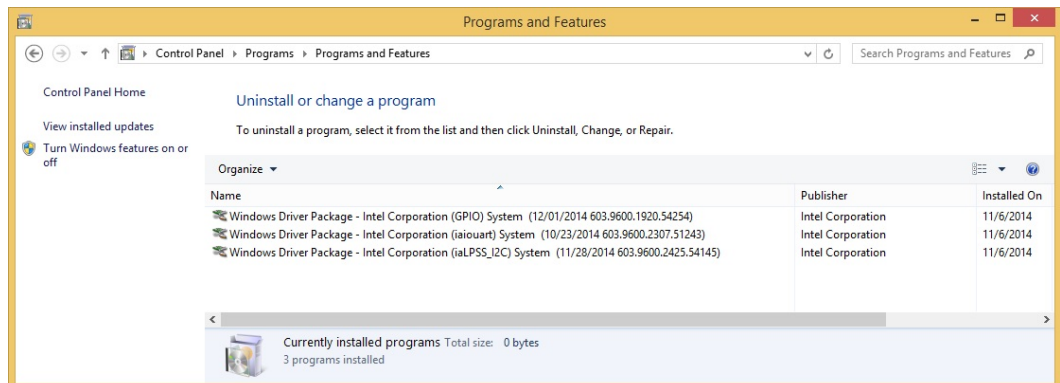 Programs and Features
Control Panel Programs Programs and Features
Search Programs and Features
Control Panel Home
View installed updates
Turn Windows features on or
off
Uninstall or change a program
To uninstall a program, select it from the list and then click Uninstall, Change, or Repair.
Organize
Name Publisher Installed On
Windows Driver Package - Intel Corporation (GPIO) System (12/01/2014 603.9600.1920.54254) Intel Corporation 11/6/2014
Windows Driver Package - Intel Corporation (iaiouart) System (10/23/2014 603.9600.2307.51243) Intel Corporation 11/6/2014
Windows Driver Package - Intel Corporation (iaLPSS_I2C) System (11/28/2014 603.9600.2425.54145) Intel Corporation 11/6/2014
Currently installed programs Total size: 0 bytes
3 programs installed